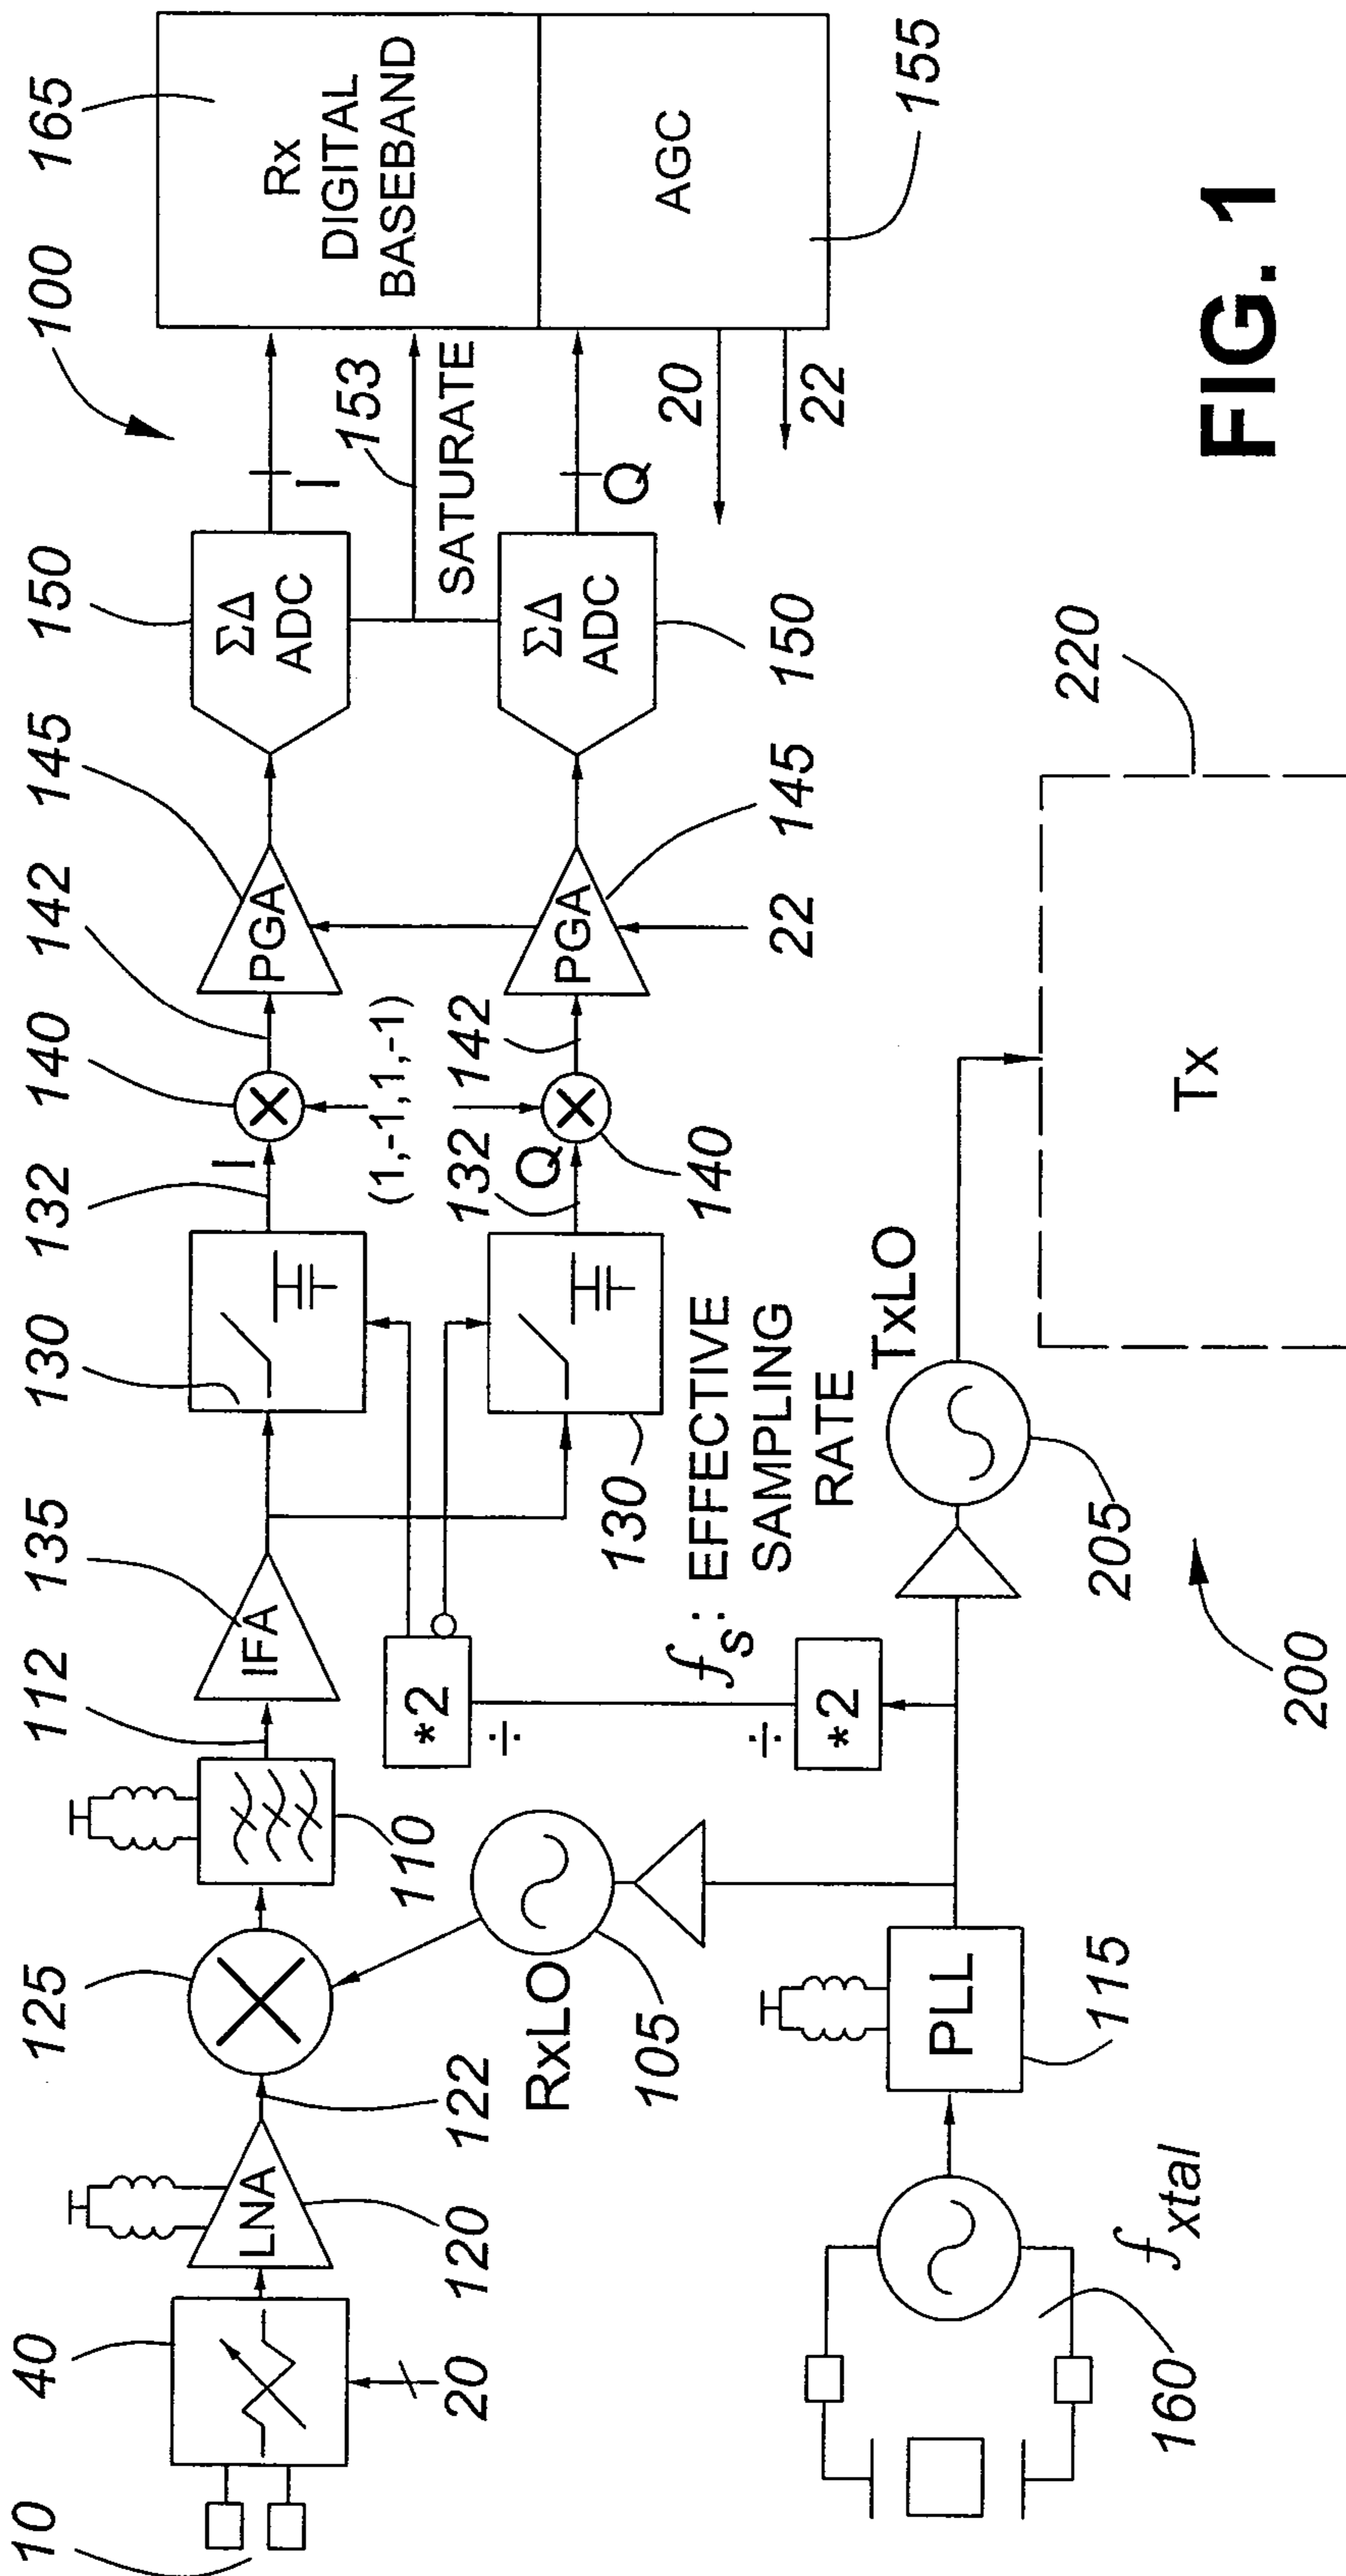 10
40
20
LNA
120
122
125
RxLO
105
110
112
IFA
135
130
130
132
I
132
Q
140
140
(1,-1,1,-1)
142
142
PGA
145
PGA
145
22
ΣΔ
ADC
150
ΣΔ
ADC
150
I
153
SATURATE
Q
100
Rx
DIGITAL
BASEBAND
165
AGC
155
20
22
*2
÷
÷
*2
fs: EFFECTIVE
SAMPLING
RATE
160
fxtal
PLL
115
TxLO
205
200
Tx
220
FIG. 1